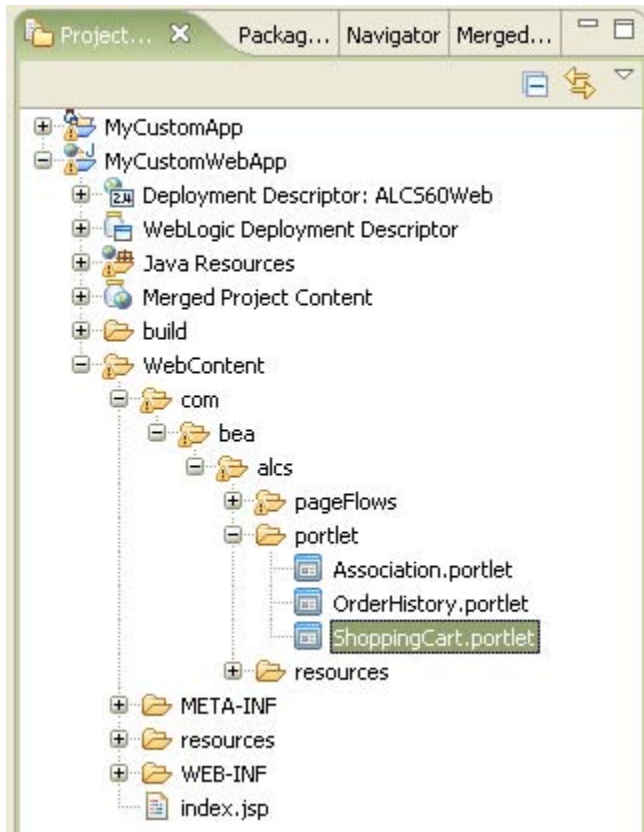 Project... Packag... Navigator Merged...
MyCustomApp
MyCustomWebApp
2.4 Deployment Descriptor: ALCS60Web
WebLogic Deployment Descriptor
Java Resources
Merged Project Content
build
WebContent
com
bea
alcs
pageFlows
portlet
Association.portlet
OrderHistory.portlet
ShoppingCart.portlet
resources
META-INF
resources
WEB-INF
index.jsp